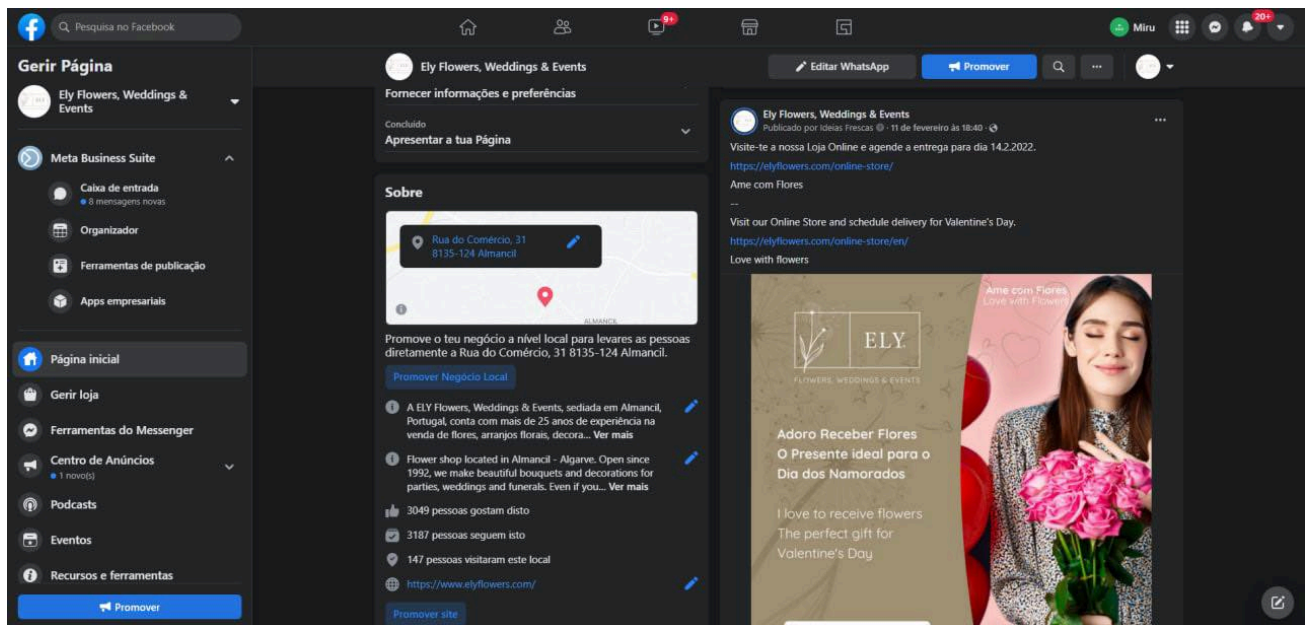 Pesquisa no Facebook
9+
Miru
20+
Gerir Página
Ely Flowers, Weddings &
Events
Meta Business Suite
Caixa de entrada
8 mensagens novas
Organizador
Ferramentas de publicação
Apps empresariais
Página inicial
Gerir loja
Ferramentas do Messenger
Centro de Anúncios
1 novo(s)
Podcasts
Eventos
Recursos e ferramentas
Promover
Ely Flowers, Weddings & Events
Editar WhatsApp
Promover
Fornecer informações e preferências
Concluído
Apresentar a tua Página
Sobre
Rua do Comércio, 31
8135-124 Almancil
ALMANCIL
Promove o teu negócio a nível local para levares as pessoas
diretamente a Rua do Comércio, 31 8135-124 Almancil.
Promover Negócio Local
A ELY Flowers, Weddings & Events, sediada em Almancil,
Portugal, conta com mais de 25 anos de experiência na
venda de flores, arranjos florais, decora... Ver mais
Flower shop located in Almancil - Algarve. Open since
1992, we make beautiful bouquets and decorations for
parties, weddings and funerals. Even if you... Ver mais
3049 pessoas gostam disto
3187 pessoas seguem isto
147 pessoas visitaram este local
https://www.elyflowers.com/
Promover site
Ely Flowers, Weddings & Events
Publicado por Ideias Frescas · 11 de fevereiro às 18:40 ·
Visite-te a nossa Loja Online e agende a entrega para dia 14.2.2022.
https://elyflowers.com/online-store/
Ame com Flores
--
Visit our Online Store and schedule delivery for Valentine's Day.
https://elyflowers.com/online-store/en/
Love with flowers
Ame com Flores
Love with Flowers
ELY.
FLOWERS, WEDDINGS & EVENTS
Adoro Receber Flores
O Presente ideal para o
Dia dos Namorados
I love to receive flowers
The perfect gift for
Valentine's Day